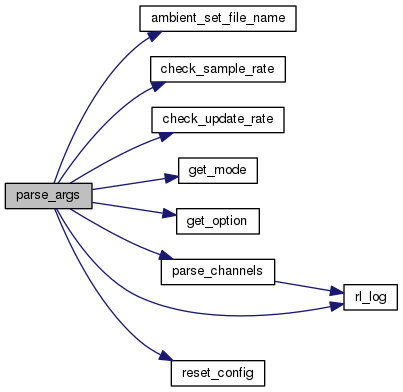 ambient_set_file_name
check_sample_rate
check_update_rate
get_mode
parse_args
get_option
parse_channels
rl_log
reset_config